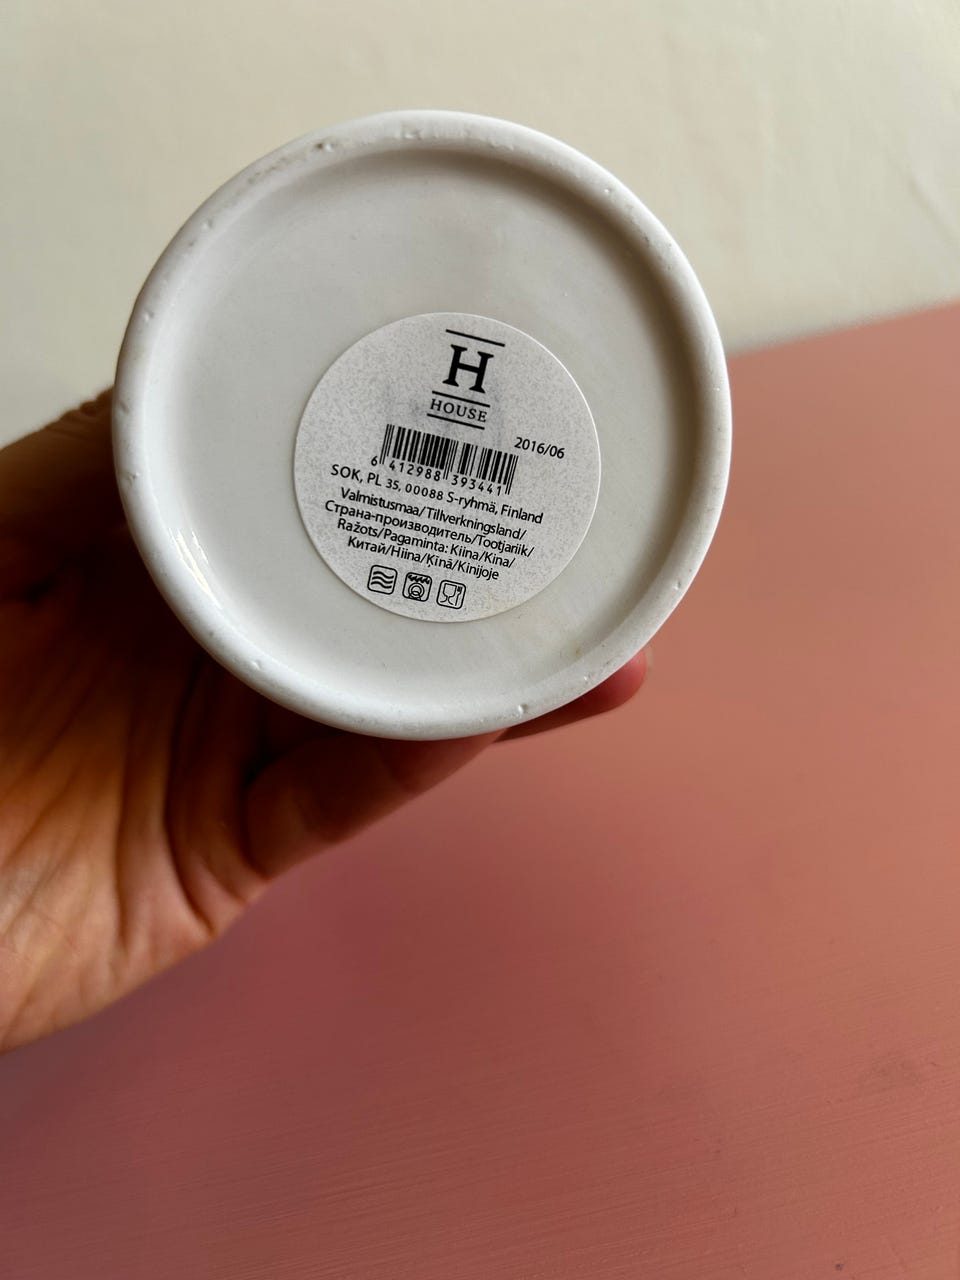 H
HOUSE
2016/06
6 412988 393441
SOK, PL 35, 00088 S-ryhmä, Finland
Valmistusmaa/Tillverkningsland/
Страна-производитель/Tootjariik/
Ražots/Pagaminta: Kiina/Kina/
Китай/Hiina/Ķīnā/Kinijoje